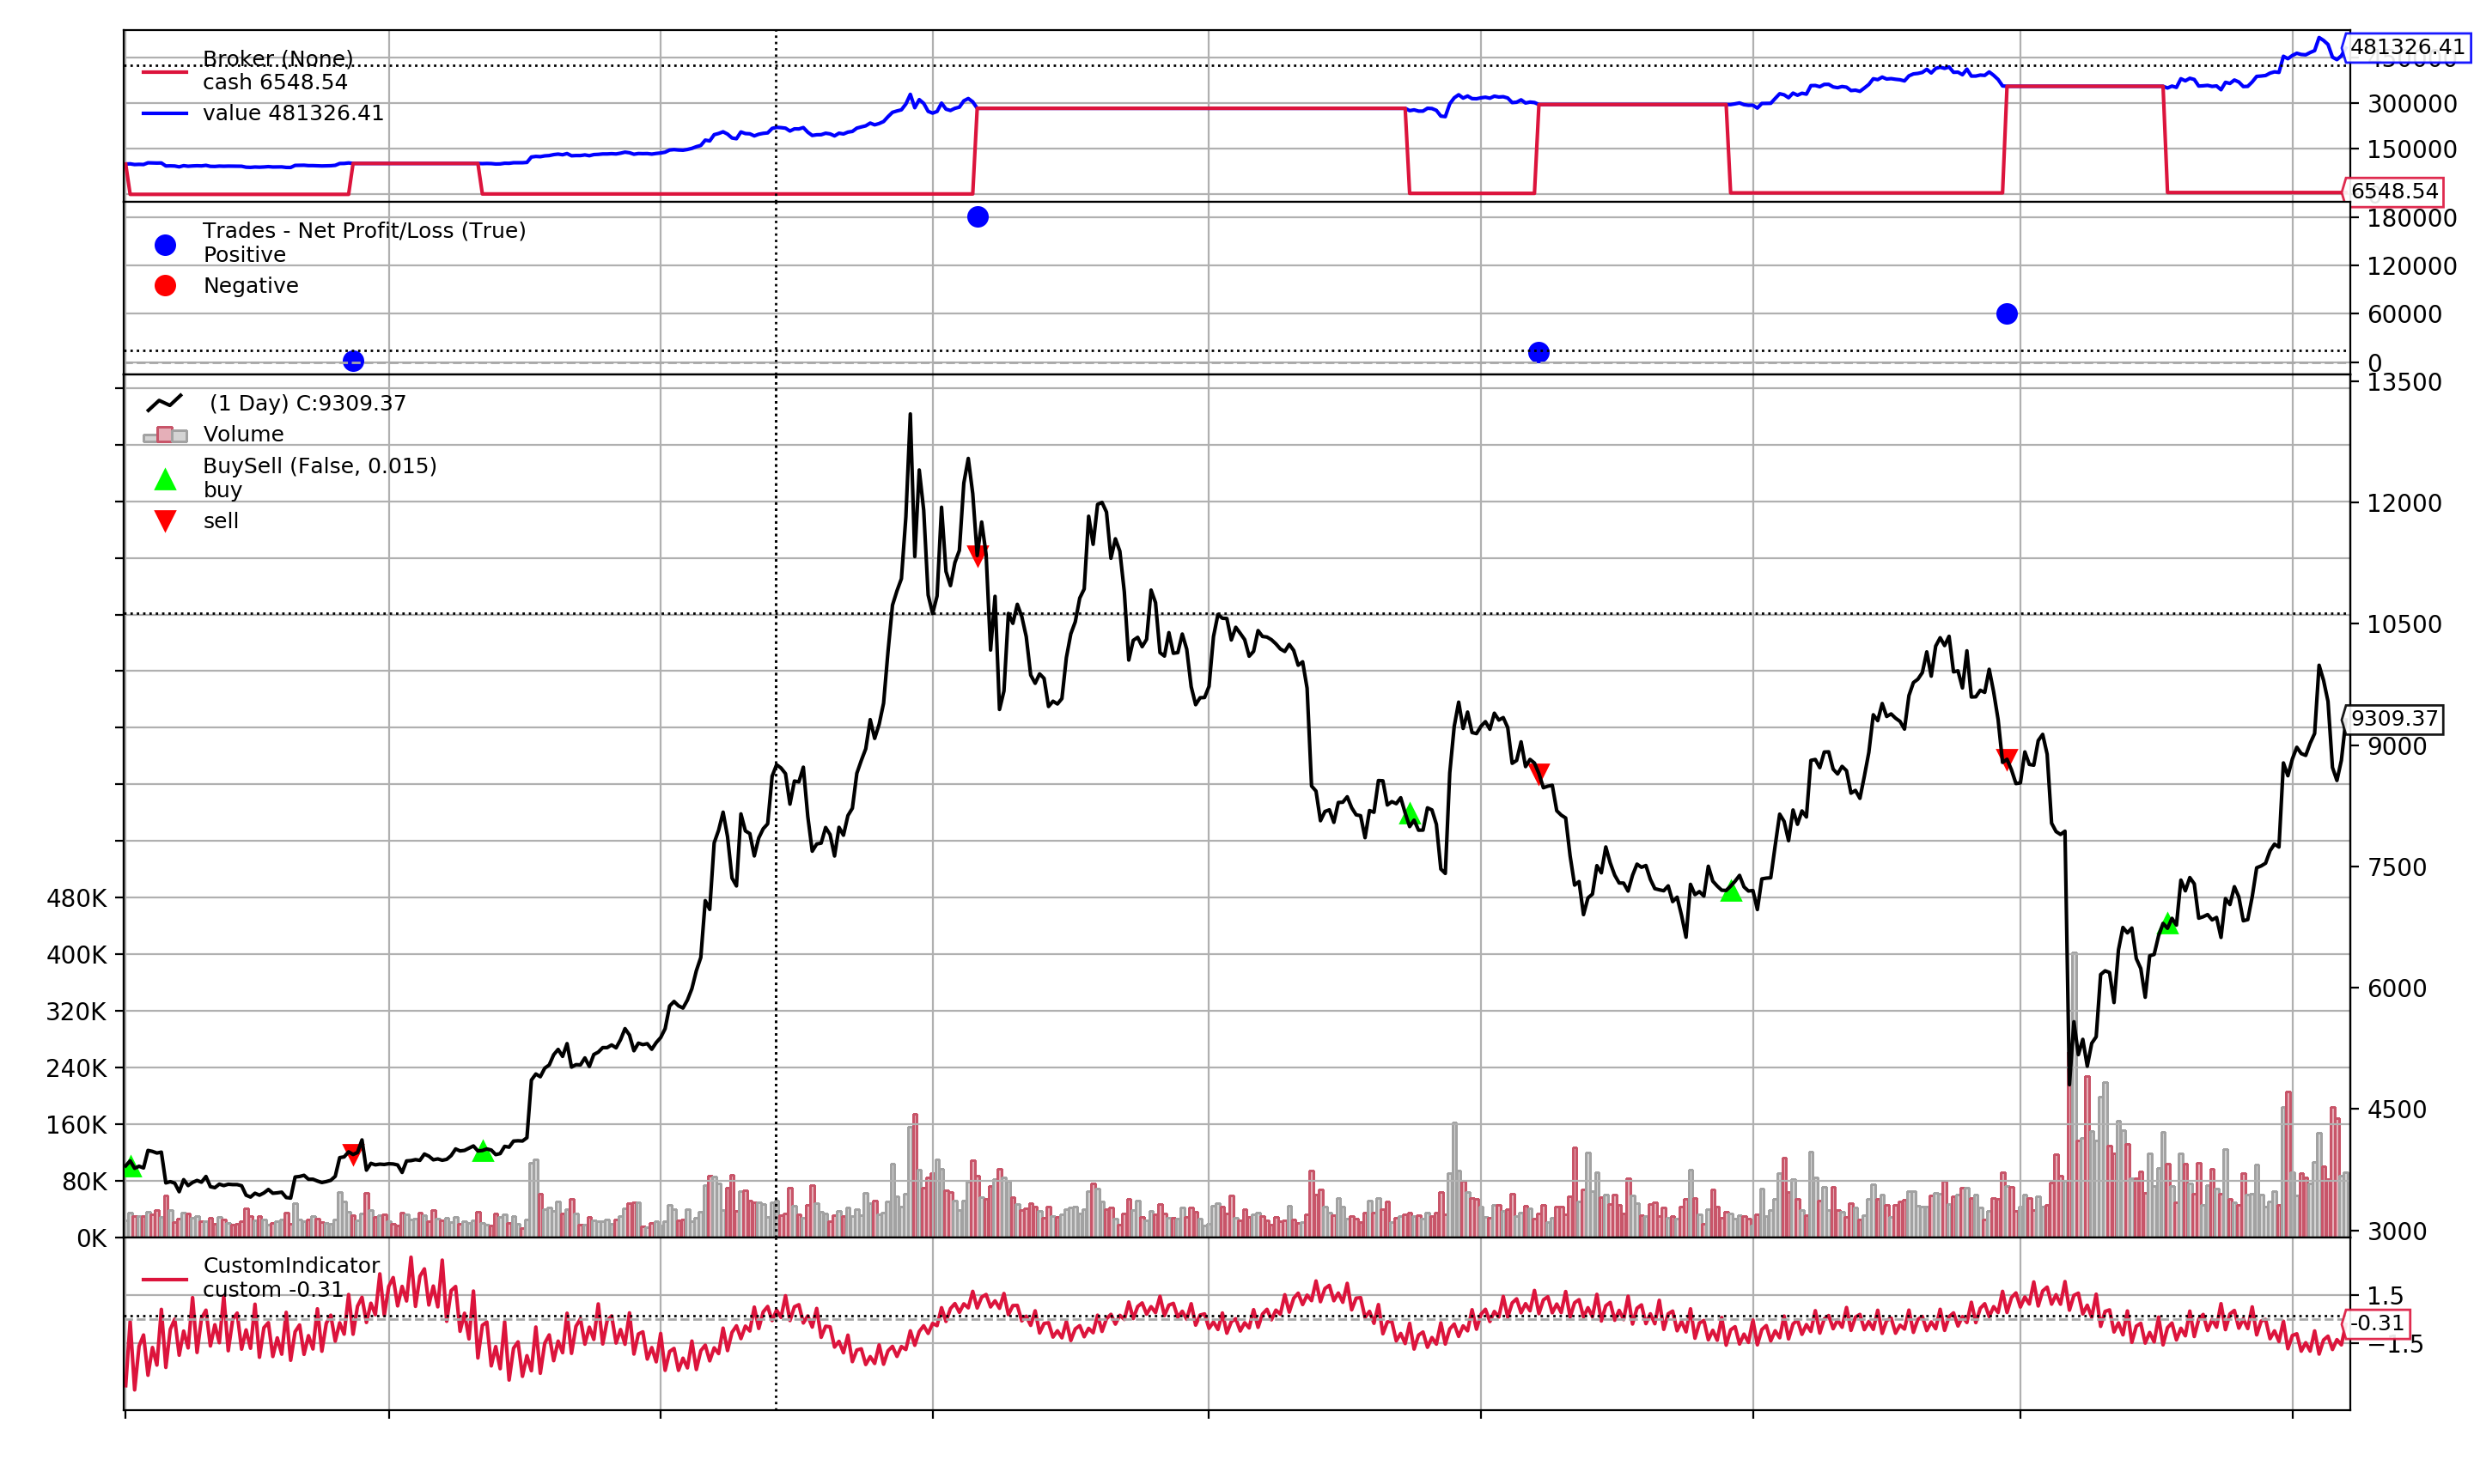 Broker (None)
cash 6548.54
value 481326.41
481326.41
300000
150000
6548.54
Trades - Net Profit/Loss (True)
Positive
Negative
180000
120000
60000
0
(1 Day) C:9309.37
Volume
BuySell (False, 0.015)
buy
sell
13500
12000
10500
9309.37
9000
7500
6000
4500
3000
480K
400K
320K
240K
160K
80K
0K
CustomIndicator
custom -0.31
1.5
-0.31
−1.5